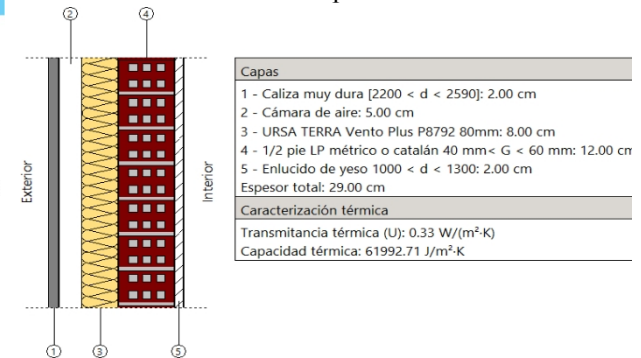 2
4
Exterior
Interior
1
3
5
Capas
1 - Caliza muy dura [2200 < d < 2590]: 2.00 cm
2 - Cámara de aire: 5.00 cm
3 - URSA TERRA Vento Plus P8792 80mm: 8.00 cm
4 - 1/2 pie LP métrico o catalán 40 mm< G < 60 mm: 12.00 cm
5 - Enlucido de yeso 1000 < d < 1300: 2.00 cm
Espesor total: 29.00 cm
Caracterización térmica
Transmitancia térmica (U): 0.33 W/(m²·K)
Capacidad térmica: 61992.71 J/m²·K